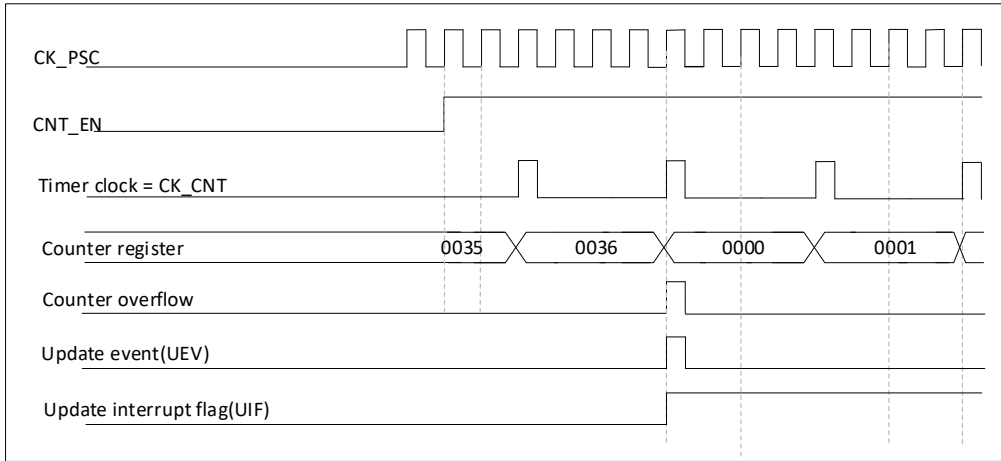 CK_PSC
CNT_EN
Timer clock = CK_CNT
Counter register
0035
0036
0000
0001
Counter overflow
Update event(UEV)
Update interrupt flag(UIF)